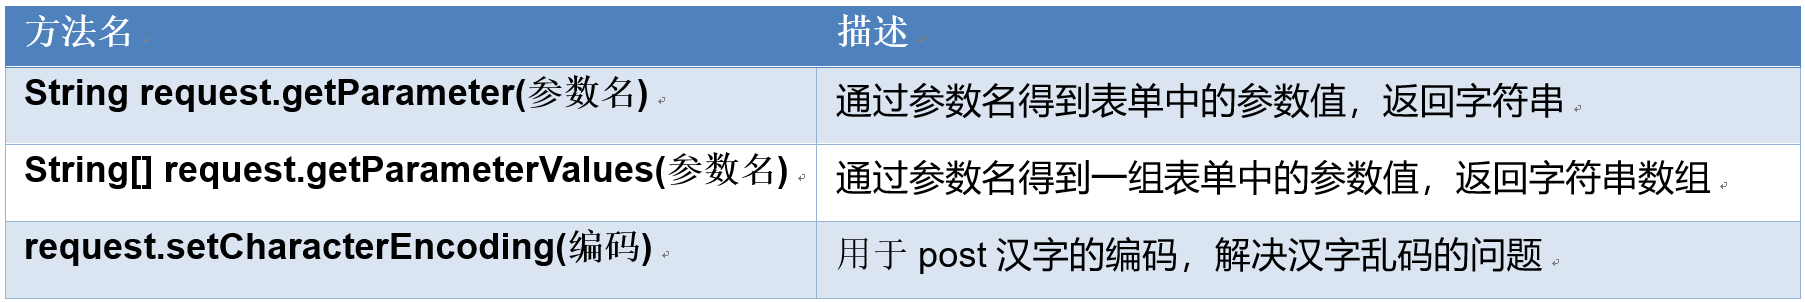 方法名 描述
String request.getParameter(参数名) 通过参数名得到表单中的参数值，返回字符串
String[] request.getParameterValues(参数名) 通过参数名得到一组表单中的参数值，返回字符串数组
request.setCharacterEncoding(编码) 用于 post 汉字的编码，解决汉字乱码的问题